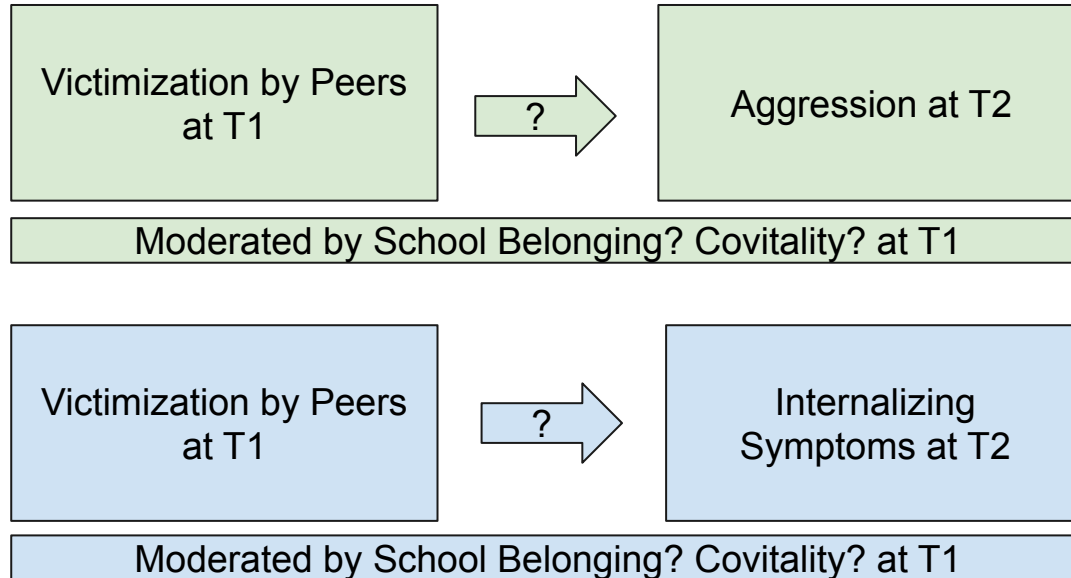 Victimization by Peers
at T1
?
Aggression at T2
Moderated by School Belonging? Covitality? at T1
Victimization by Peers
at T1
?
Internalizing
Symptoms at T2
Moderated by School Belonging? Covitality? at T1